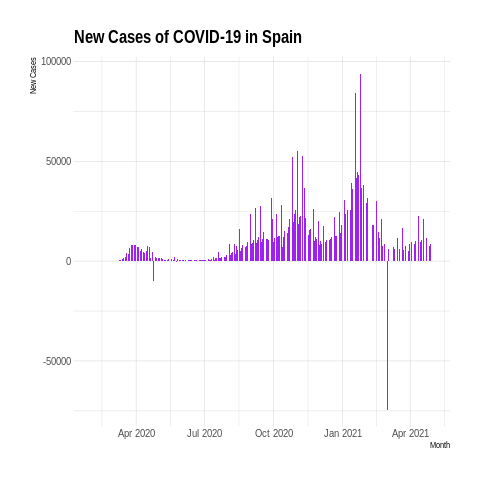 New Cases of COVID-19 in Spain
New Cases
100000
50000
0
-50000
Apr 2020 Jul 2020 Oct 2020 Jan 2021 Apr 2021
Month